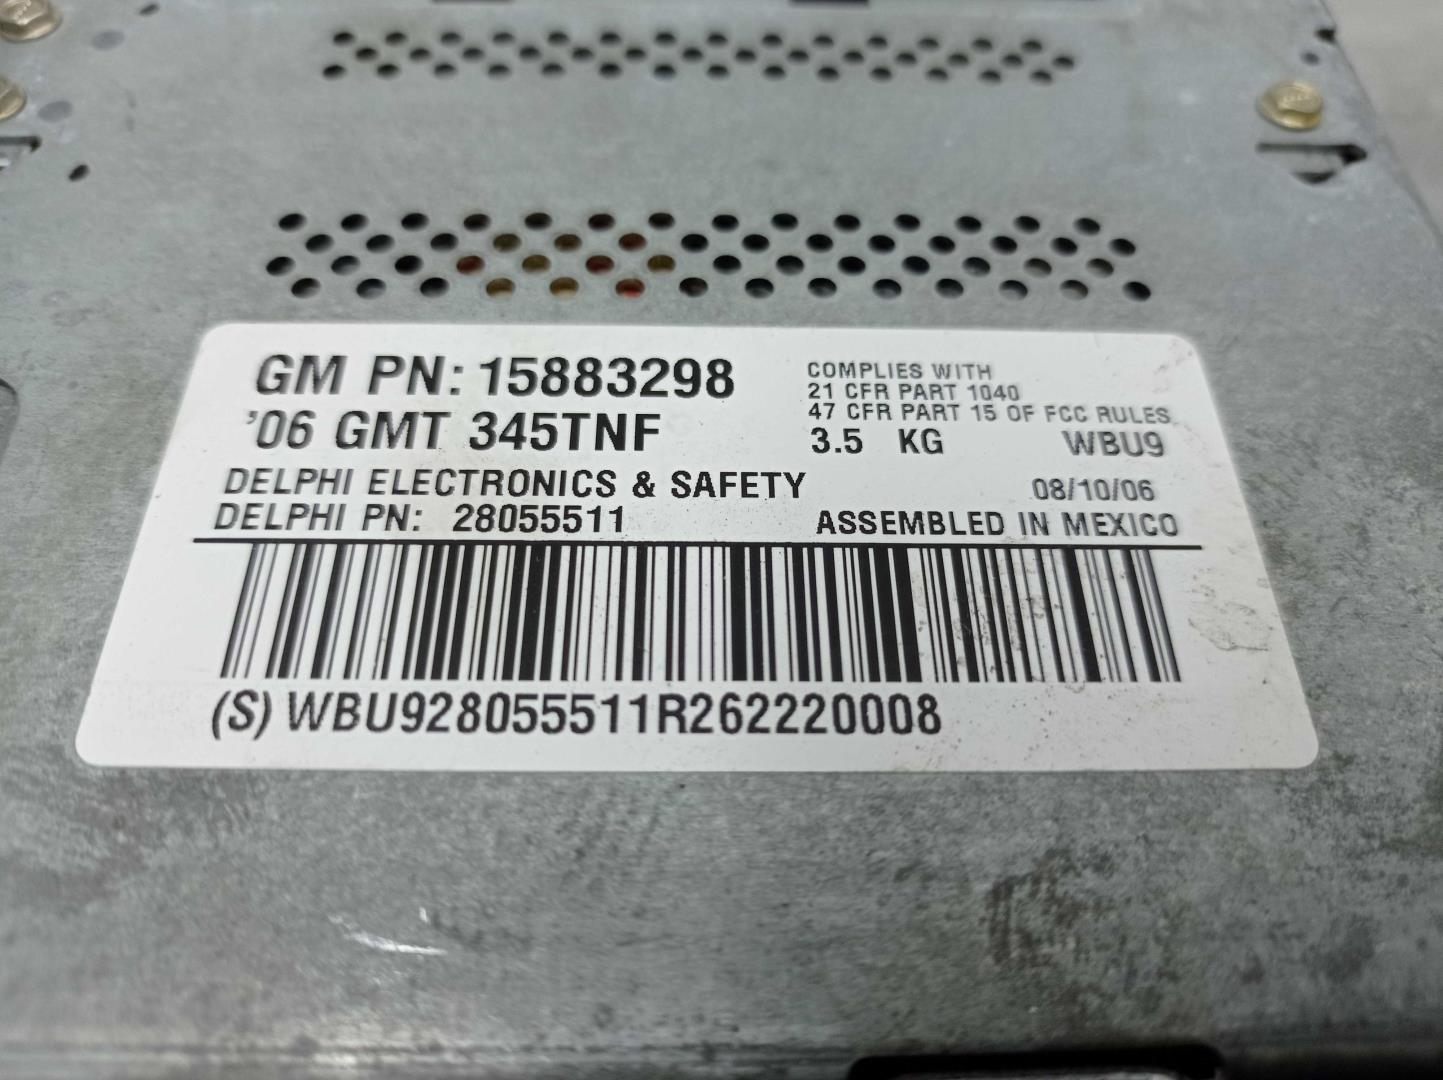 GM PN: 15883298
'06 GMT 345TNF
COMPLIES WITH
21 CFR PART 1040
47 CFR PART 15 OF FCC RULES
3.5 KG WBU9
DELPHI ELECTRONICS & SAFETY 08/10/06
DELPHI PN: 28055511 ASSEMBLED IN MEXICO
(S) WBU928055511R262220008